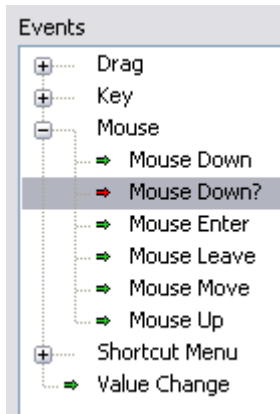 Events
Drag
Key
Mouse
Mouse Down
Mouse Down?
Mouse Enter
Mouse Leave
Mouse Move
Mouse Up
Shortcut Menu
Value Change